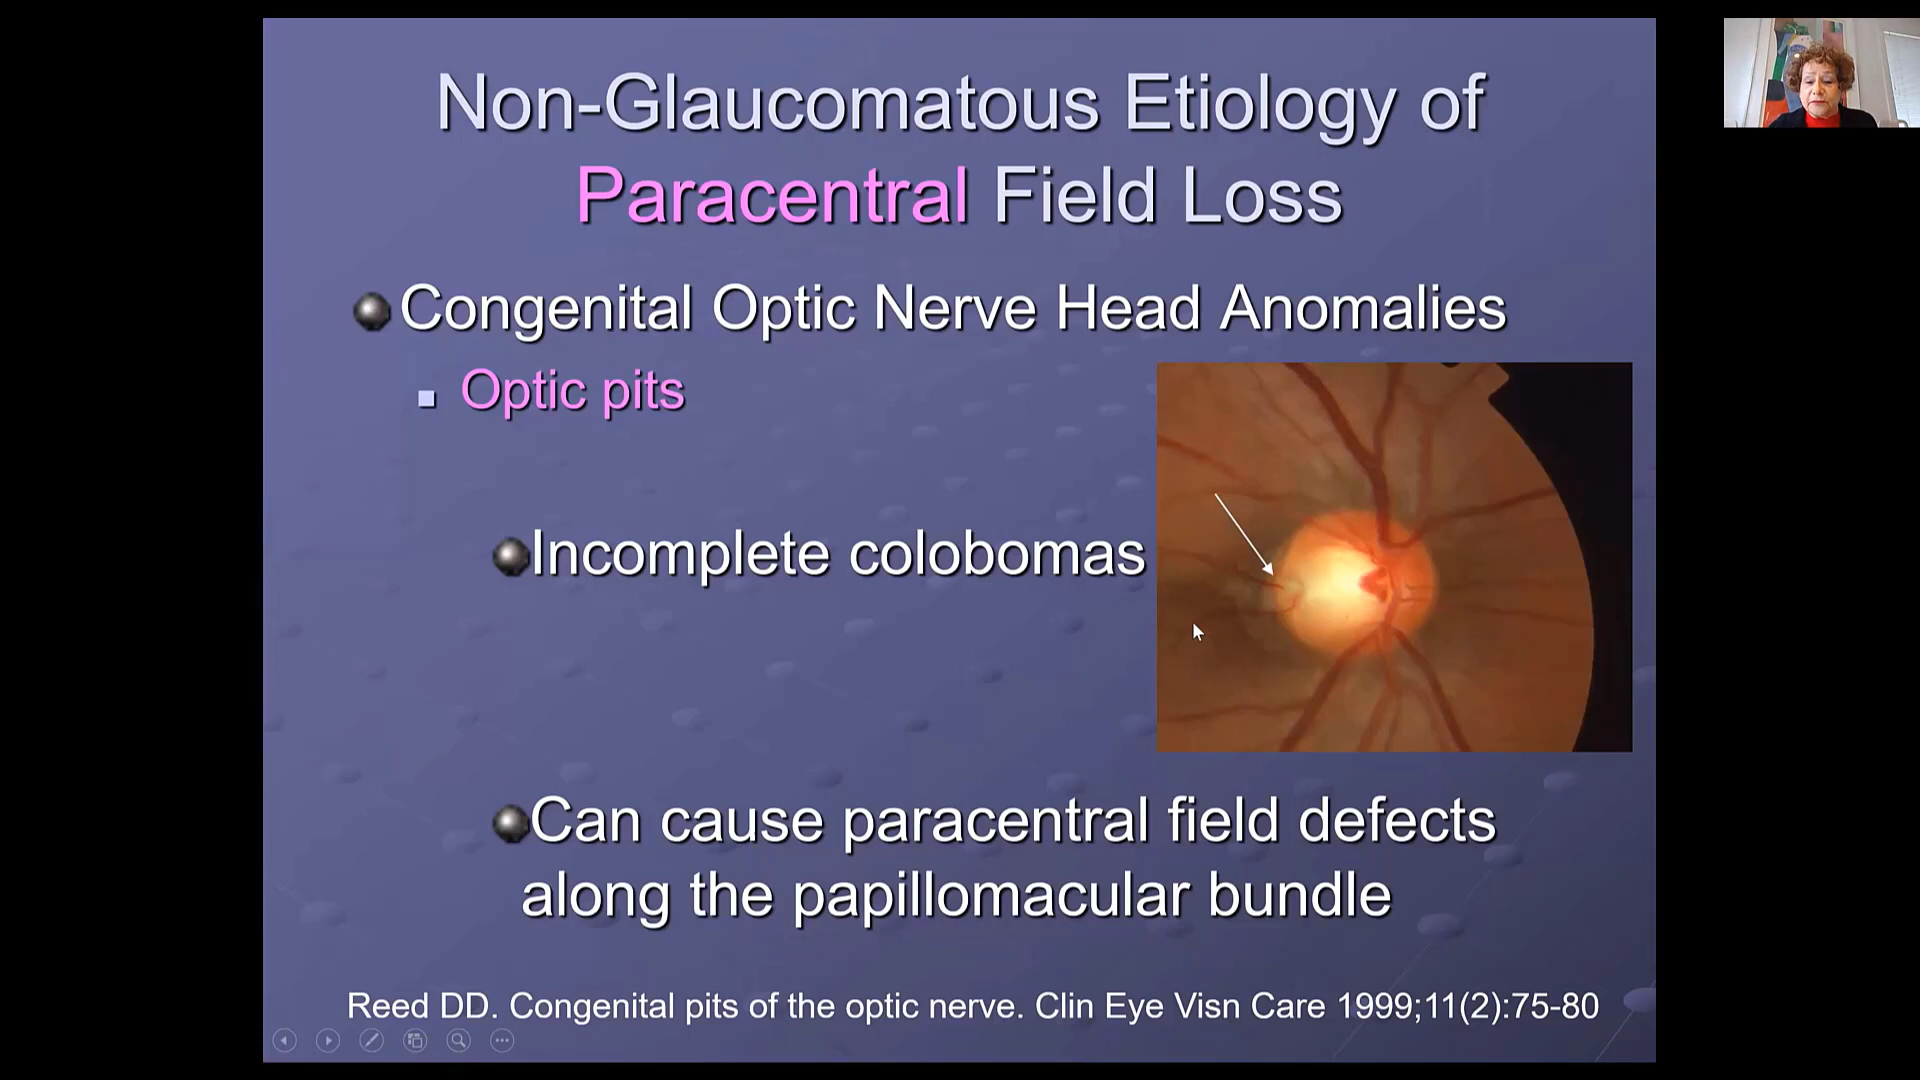 Non-Glaucomatous Etiology of
Paracentral Field Loss
Congenital Optic Nerve Head Anomalies
Optic pits
Incomplete colobomas
Can cause paracentral field defects
along the papillomacular bundle
Reed DD. Congenital pits of the optic nerve. Clin Eye Visn Care 1999;11(2):75-80